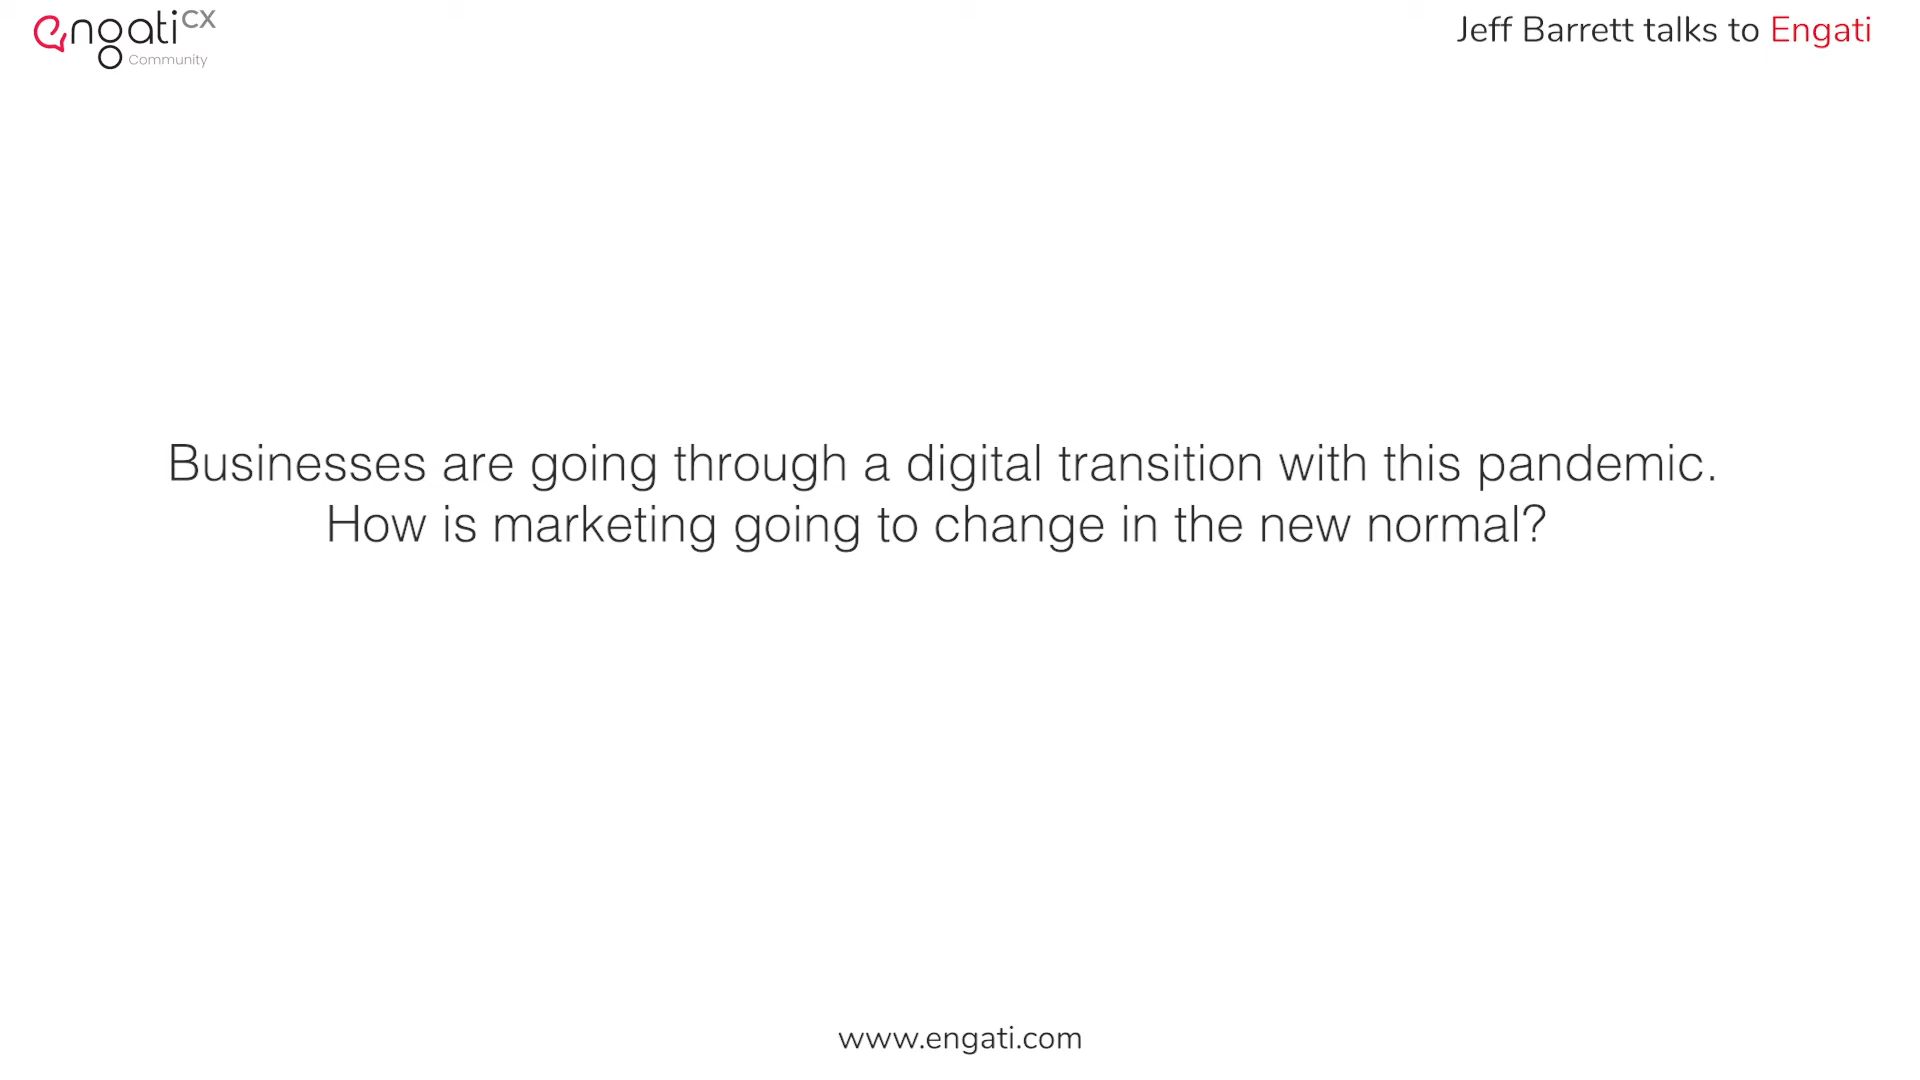 engati CX
Community
Jeff Barrett talks to Engati
Businesses are going through a digital transition with this pandemic.
How is marketing going to change in the new normal?
www.engati.com